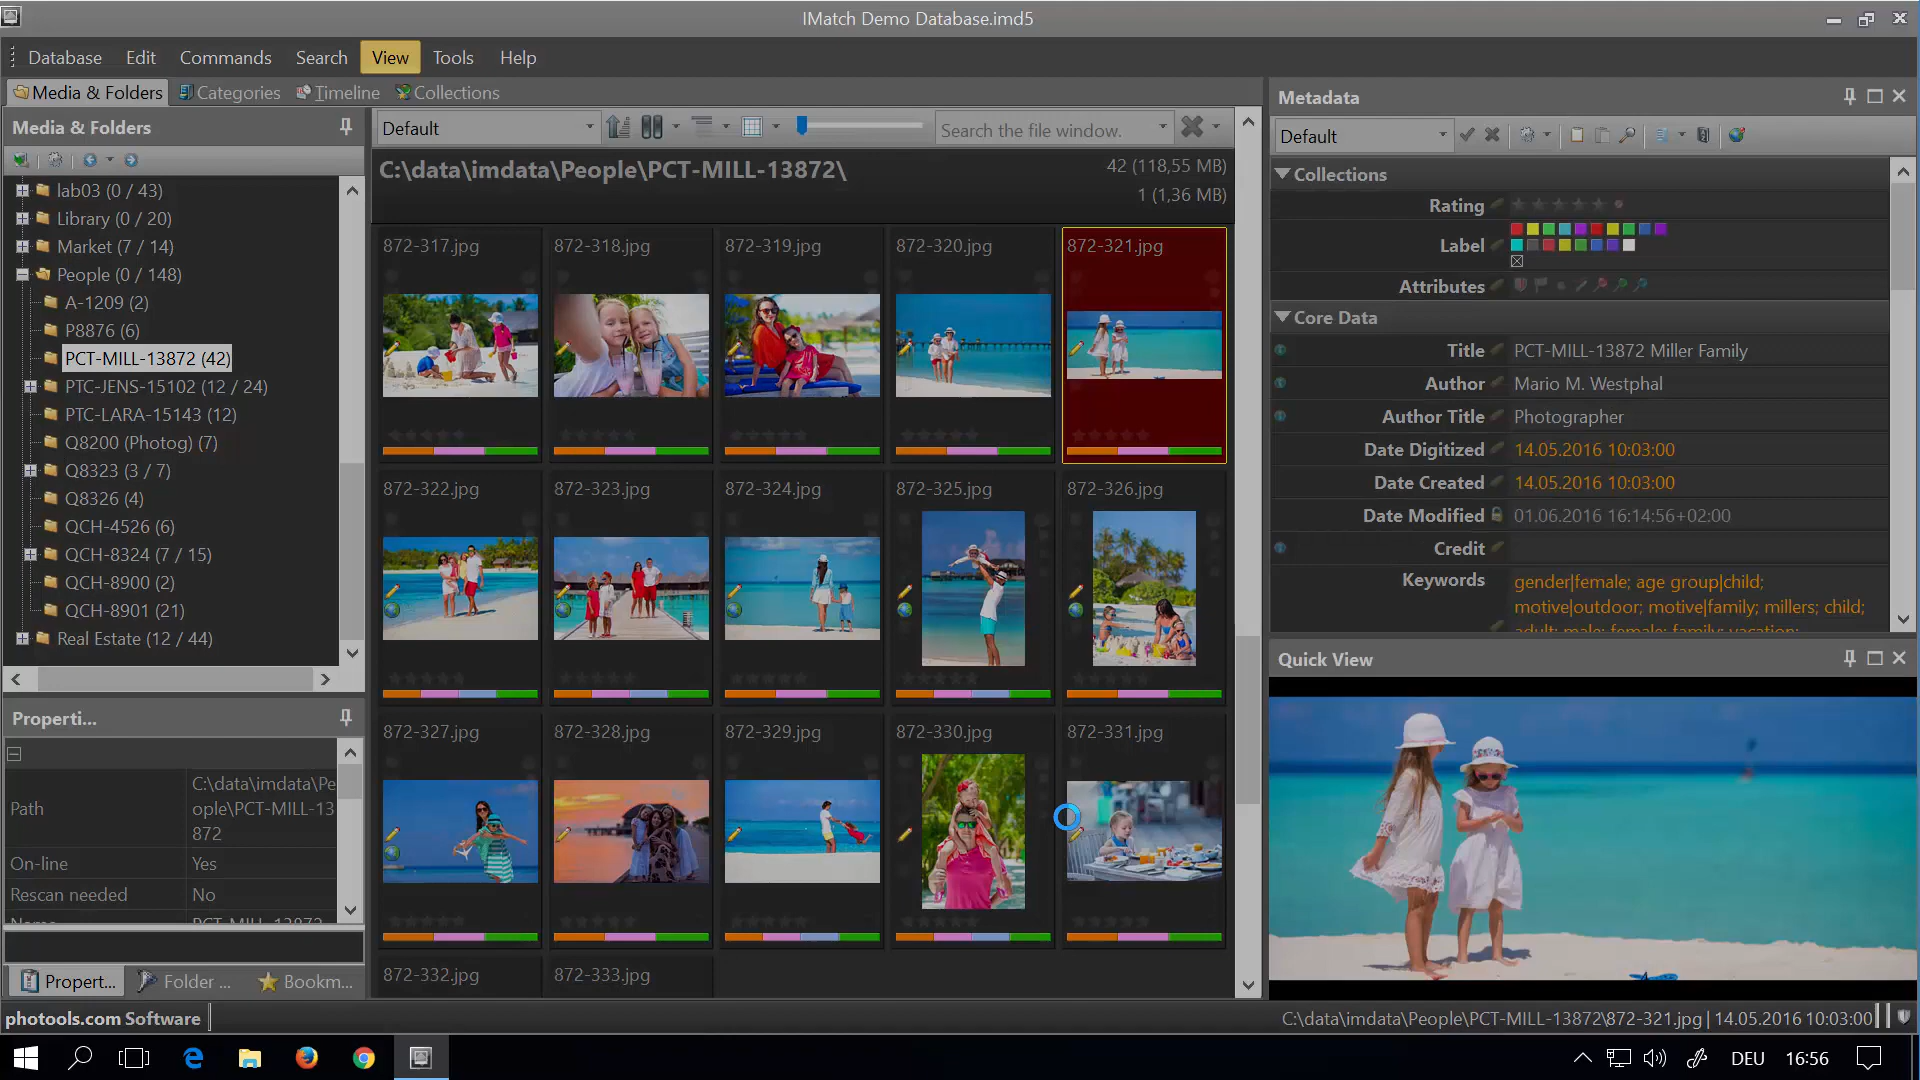 IMatch Demo Database.imd5
Database Edit Commands Search View Tools Help
Media & Folders Categories Timeline Collections
Media & Folders
lab03 (0 / 43)
Library (0 / 20)
Market (7 / 14)
People (0 / 148)
A-1209 (2)
P8876 (6)
PCT-MILL-13872 (42)
PTC-JENS-15102 (12 / 24)
PTC-LARA-15143 (12)
Q8200 (Photog) (7)
Q8323 (3 / 7)
Q8326 (4)
QCH-4526 (6)
QCH-8324 (7 / 15)
QCH-8900 (2)
QCH-8901 (21)
Real Estate (12 / 44)
Properti...
Path
C:\data\imdata\Pe
ople\PCT-MILL-13
872
On-line Yes
Rescan needed No
Propert... Folder ... Bookm...
Default
Search the file window.
C:\data\imdata\People\PCT-MILL-13872\
42 (118,55 MB)
1 (1,36 MB)
872-317.jpg 872-318.jpg 872-319.jpg 872-320.jpg 872-321.jpg
872-322.jpg 872-323.jpg 872-324.jpg 872-325.jpg 872-326.jpg
872-327.jpg 872-328.jpg 872-329.jpg 872-330.jpg 872-331.jpg
872-332.jpg 872-333.jpg
Metadata
Default
Collections
Rating
Label
Attributes
Core Data
Title PCT-MILL-13872 Miller Family
Author Mario M. Westphal
Author Title Photographer
Date Digitized 14.05.2016 10:03:00
Date Created 14.05.2016 10:03:00
Date Modified 01.06.2016 16:14:56+02:00
Credit
Keywords gender|female; age group|child;
motive|outdoor; motive|family; millers; child;
adult; male; female; family; vacation;
Quick View
photools.com Software
C:\data\imdata\People\PCT-MILL-13872\872-321.jpg | 14.05.2016 10:03:00
DEU 16:56